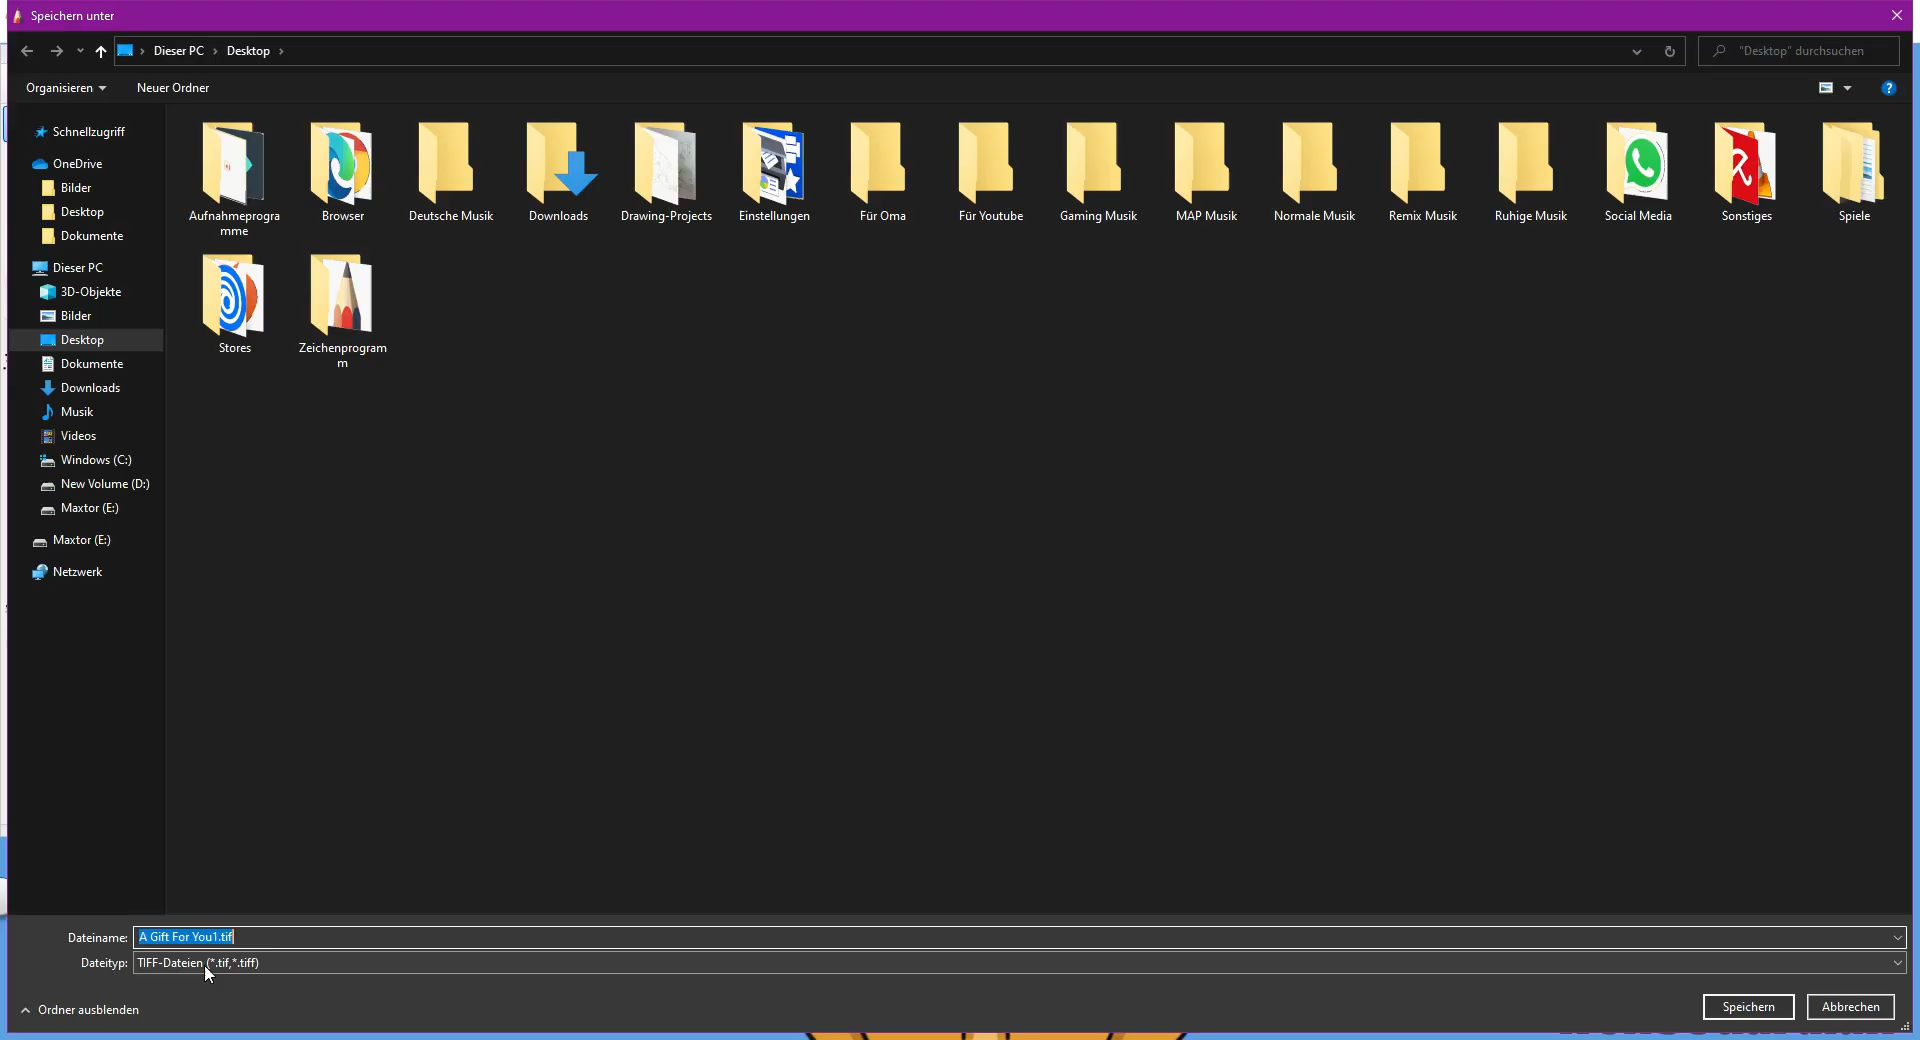 Speichern unter
Dieser PC
Desktop
"Desktop" durchsuchen
Organisieren
Neuer Ordner
Schnellzugriff
OneDrive
Bilder
Desktop
Dokumente
Dieser PC
3D-Objekte
Bilder
Desktop
Dokumente
Downloads
Musik
Videos
Windows (C:)
New Volume (D:)
Maxtor (E:)
Maxtor (E:)
Netzwerk
Aufnahmeprogra
mme
Browser
Deutsche Musik
Downloads
Drawing-Projects
Einstellungen
Für Oma
Für Youtube
Gaming Musik
MAP Musik
Normale Musik
Remix Musik
Ruhige Musik
Social Media
Sonstiges
Spiele
Stores
Zeichenprogram
m
Dateiname:
A Gift For You1.tif
Dateityp:
TIFF-Dateien (*.tif,*.tiff)
Ordner ausblenden
Speichern
Abbrechen